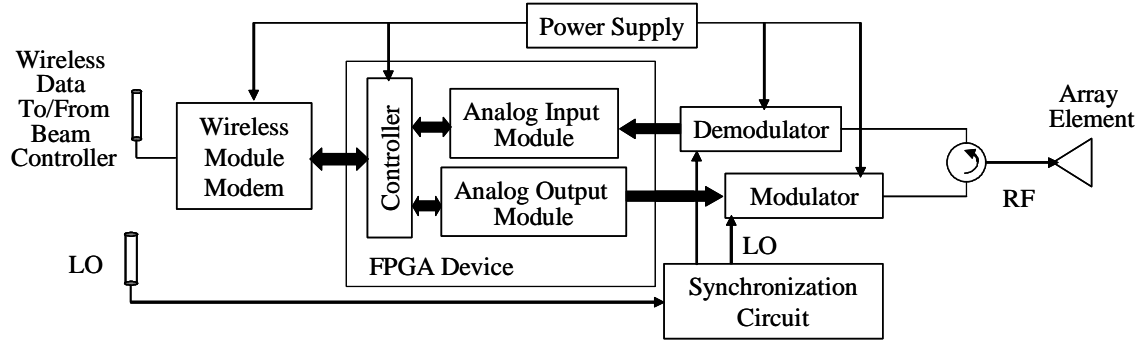 Power Supply
Wireless
Data
To/From
Beam
Controller
Wireless
Module
Modem
Controller
Analog Input
Module
Analog Output
Module
FPGA Device
Demodulator
Modulator
Array
Element
RF
LO
LO
Synchronization
Circuit